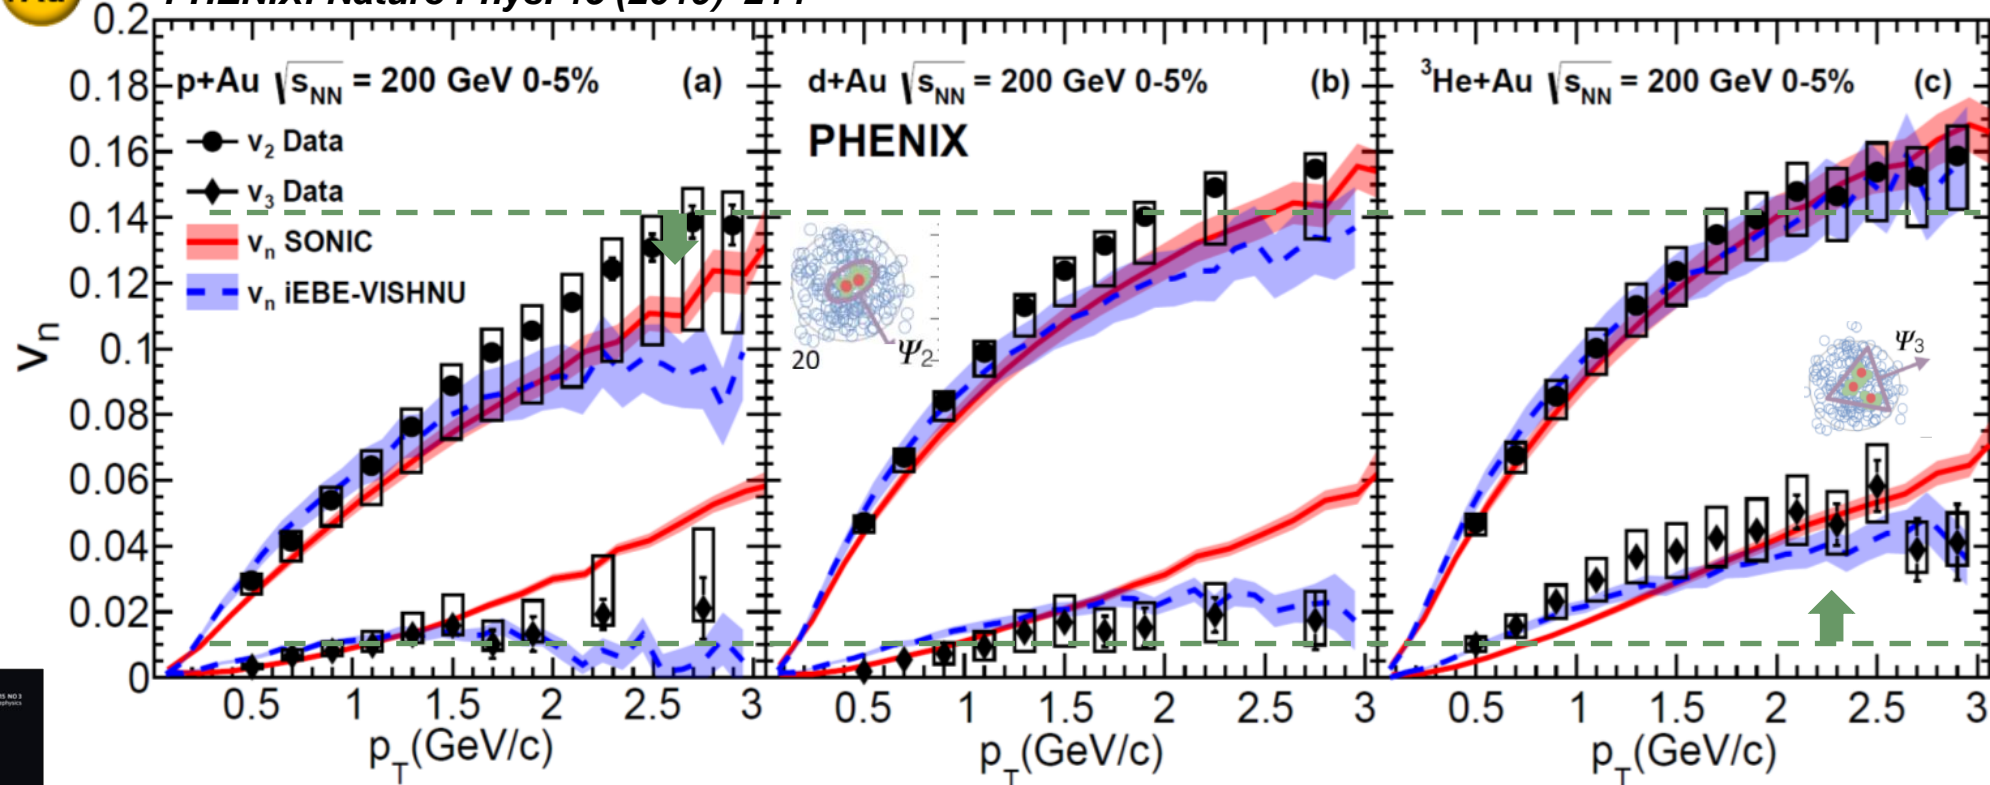 0.2
0.18
0.16
0.14
0.12
0.1
0.08
0.06
0.04
0.02
0
vn
p+Au √sNN = 200 GeV 0-5% (a)
v2 Data
v3 Data
vn SONIC
vn iEBE-VISHNU
0.5 1 1.5 2 2.5 3
pT(GeV/c)
d+Au √sNN = 200 GeV 0-5% (b)
PHENIX
20
Ψ2
0.5 1 1.5 2 2.5 3
pT(GeV/c)
3He+Au √sNN = 200 GeV 0-5% (c)
Ψ3
0.5 1 1.5 2 2.5 3
pT(GeV/c)